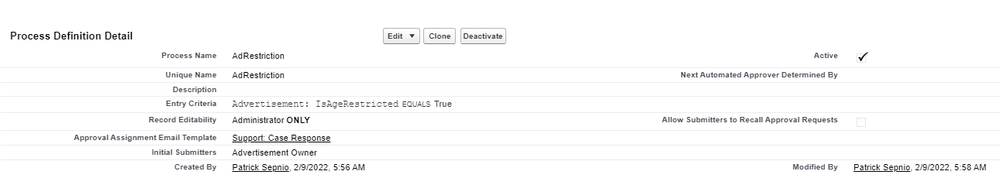 Process Definition Detail Edit ▼ Clone Deactivate
Process Name AdRestriction Active ✓
Unique Name AdRestriction Next Automated Approver Determined By
Description
Entry Criteria Advertisement: IsAgeRestricted EQUALS True
Record Editability Administrator ONLY Allow Submitters to Recall Approval Requests
Approval Assignment Email Template Support: Case Response
Initial Submitters Advertisement Owner
Created By Patrick Sepnio, 2/9/2022, 5:56 AM Modified By Patrick Sepnio, 2/9/2022, 5:58 AM